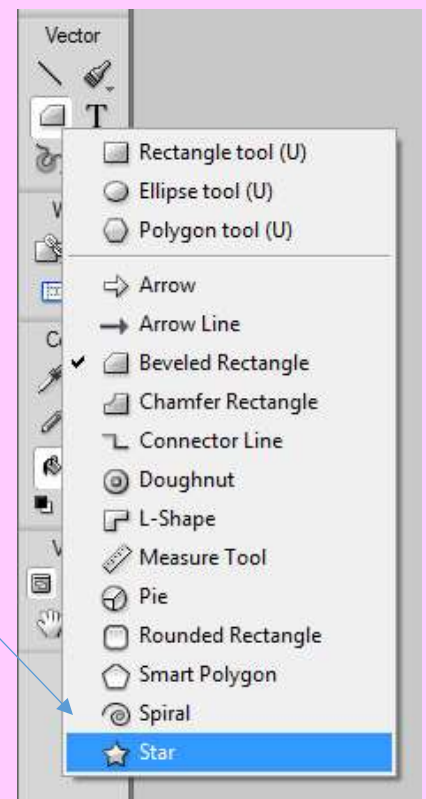 Vector
T
Rectangle tool (U)
Ellipse tool (U)
Polygon tool (U)
Arrow
Arrow Line
Beveled Rectangle
Chamfer Rectangle
Connector Line
Doughnut
L-Shape
Measure Tool
Pie
Rounded Rectangle
Smart Polygon
Spiral
Star